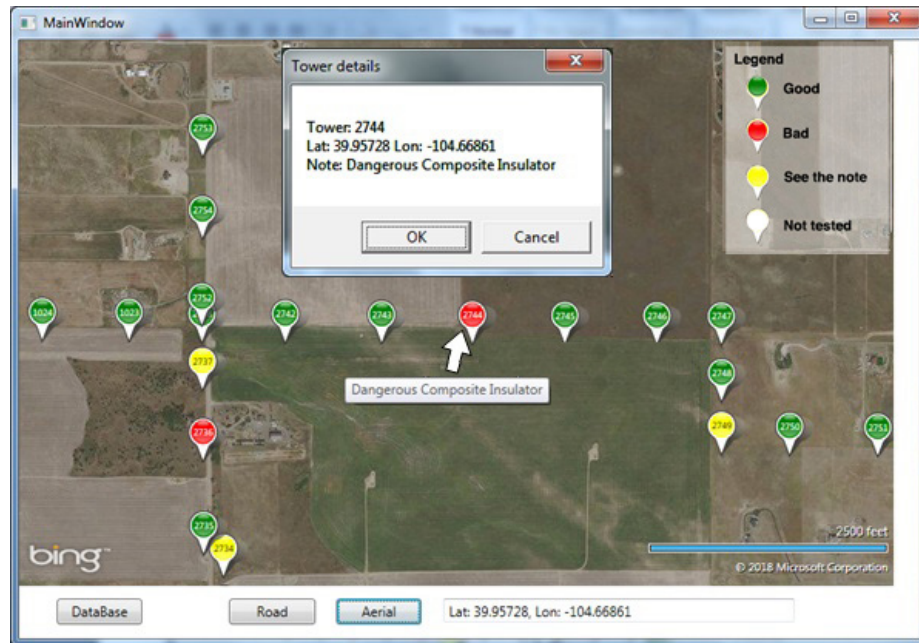 MainWindow
Tower details
Tower: 2744
Lat: 39.95728 Lon: -104.66861
Note: Dangerous Composite Insulator
OK
Cancel
Legend
Good
Bad
See the note
Not tested
2753
2754
2752
1024
1023
2742
2743
2744
2745
2746
2747
Dangerous Composite Insulator
2737
2748
2736
2749
2750
2751
2735
2734
bing
2500 feet
© 2018 Microsoft Corporation
DataBase
Road
Aerial
Lat: 39.95728, Lon: -104.66861